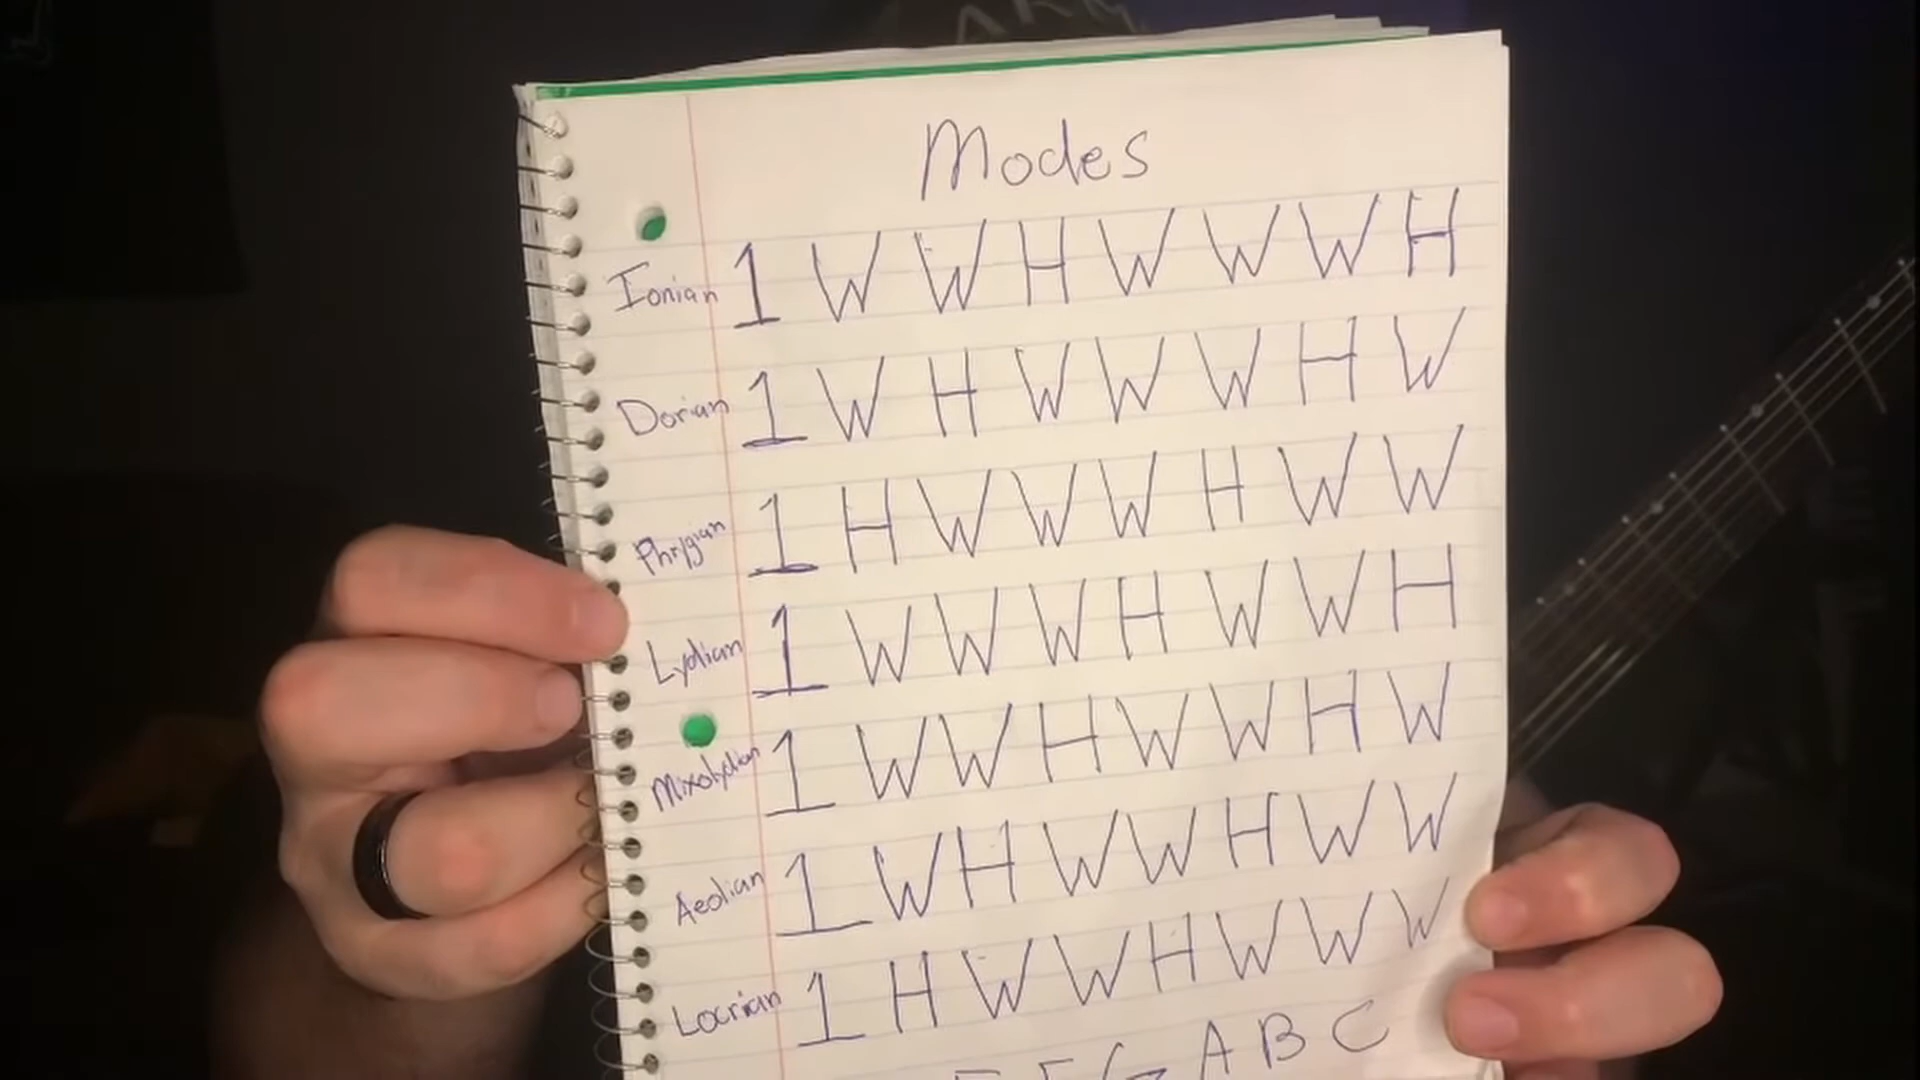 Modes
Ionian 1 W W H W W W H
Dorian 1 W H W W W H W
Phrygian 1 H W W W H W W
Lydian 1 W W W H W W H
Mixolydian 1 W W H W W H W
Aeolian 1 W H W W H W W
Locrian 1 H W W H W W W
A B C